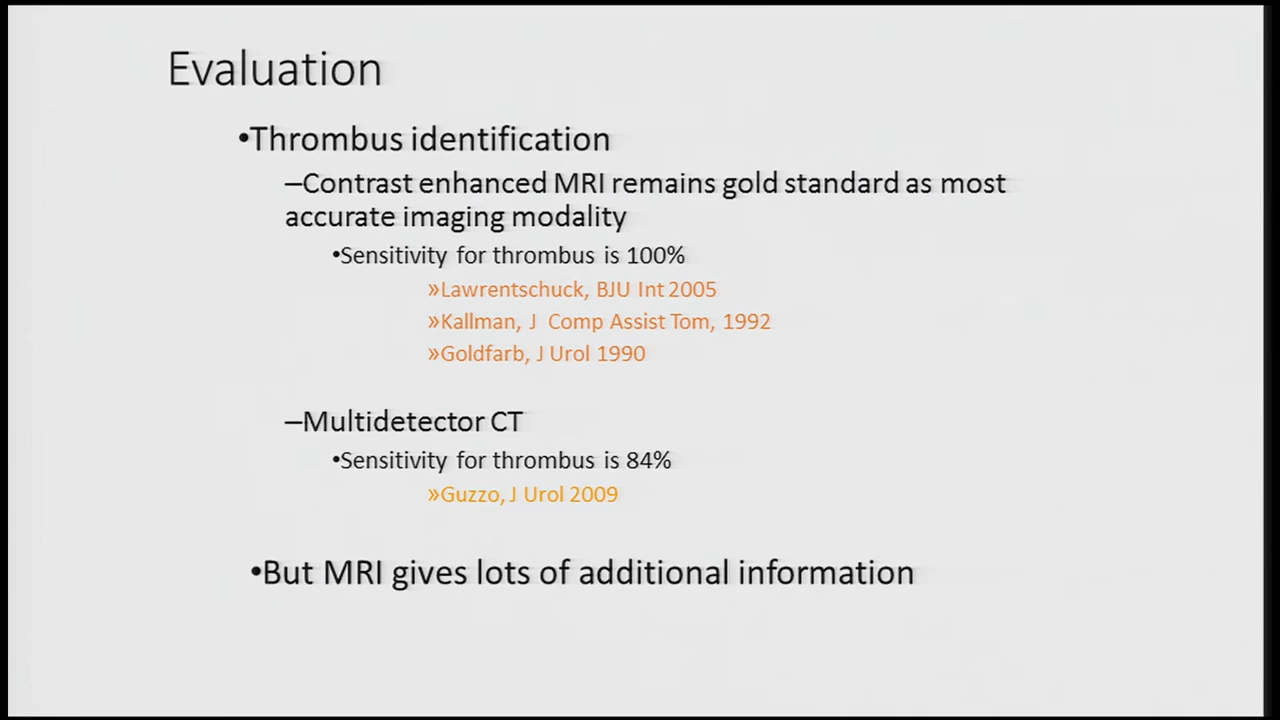 Evaluation
•Thrombus identification
–Contrast enhanced MRI remains gold standard as most
accurate imaging modality
•Sensitivity for thrombus is 100%
»Lawrentschuck, BJU Int 2005
»Kallman, J Comp Assist Tom, 1992
»Goldfarb, J Urol 1990
–Multidetector CT
•Sensitivity for thrombus is 84%
»Guzzo, J Urol 2009
•But MRI gives lots of additional information